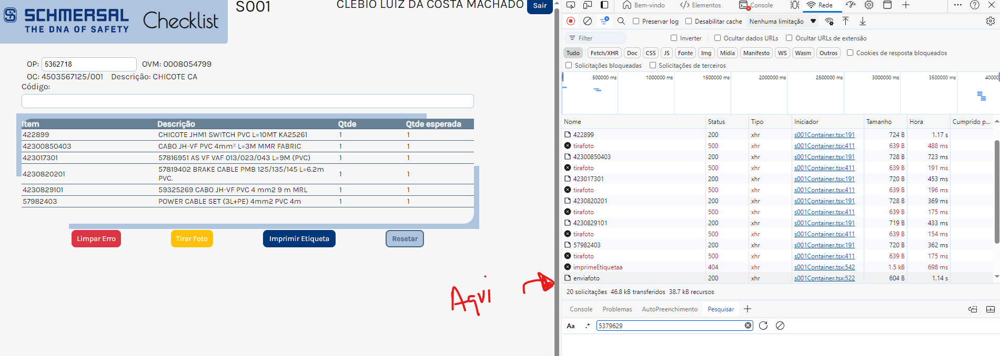 SCHMERSAL
THE DNA OF SAFETY
Checklist
S001
CLEBIO LUIZ DA COSTA MACHADO
Sair
OP: 5362718 OVM: 0008054799
OC: 4503567125/001 Descrição: CHICOTE CA
Código:
Item Descrição Qtde Qtde esperada
422899 CHICOTE JHM1 SWITCH PVC L=10MT KA25261 1 1
42300850403 CABO JH-VF PVC 4mm² L=3M MMR FABRIC 1 1
423017301 57816951 AS VF VAF 013/023/043 L=9M (PVC) 1 1
4230820201 57819402 BRAKE CABLE PMB 125/135/145 L=6.2m PVC. 1 1
4230829101 59325269 CABO JH-VF PVC 4 mm2 9 m MRL 1 1
57982403 POWER CABLE SET (3L+PE) 4mm2 PVC 4m 1 1
Limpar Erro Tirar Foto Imprimir Etiqueta Resetar
Aqui
Bem-vindo Elementos Console Rede
Preservar log Desabilitar cache Nenhuma limitação
Filter Inverter Ocultar dados URLs Ocultar URLs de extensão
Tudo Fetch/XHR Doc CSS JS Fonte Img Mídia Manifesto WS Wasm Outros Cookies de resposta bloqueados
Solicitações bloqueadas Solicitações de terceiros
500000 ms 1000000 ms 1500000 ms 2000000 ms 2500000 ms 3000000 ms 3500000 ms 40000
Nome Status Tipo Iniciador Tamanho Hora Cumprido p...
422899 200 xhr s001Container.tsx:191 724 B 1.17 s
tirafoto 500 xhr s001Container.tsx:411 639 B 488 ms
42300850403 200 xhr s001Container.tsx:191 728 B 723 ms
tirafoto 500 xhr s001Container.tsx:411 639 B 191 ms
423017301 200 xhr s001Container.tsx:191 720 B 453 ms
tirafoto 500 xhr s001Container.tsx:411 639 B 196 ms
4230820201 200 xhr s001Container.tsx:191 728 B 369 ms
tirafoto 500 xhr s001Container.tsx:411 639 B 175 ms
4230829101 200 xhr s001Container.tsx:191 719 B 433 ms
tirafoto 500 xhr s001Container.tsx:411 639 B 154 ms
57982403 200 xhr s001Container.tsx:191 720 B 362 ms
tirafoto 500 xhr s001Container.tsx:411 639 B 175 ms
imprimeEtiquetaa 404 xhr s001Container.tsx:542 1.5 kB 698 ms
enviafoto 200 xhr s001Container.tsx:522 604 B 1.14 s
20 solicitações 46.8 kB transferidos 38.7 kB recursos
Console Problemas AutoPreenchimento Pesquisar
Aa .* 5379629